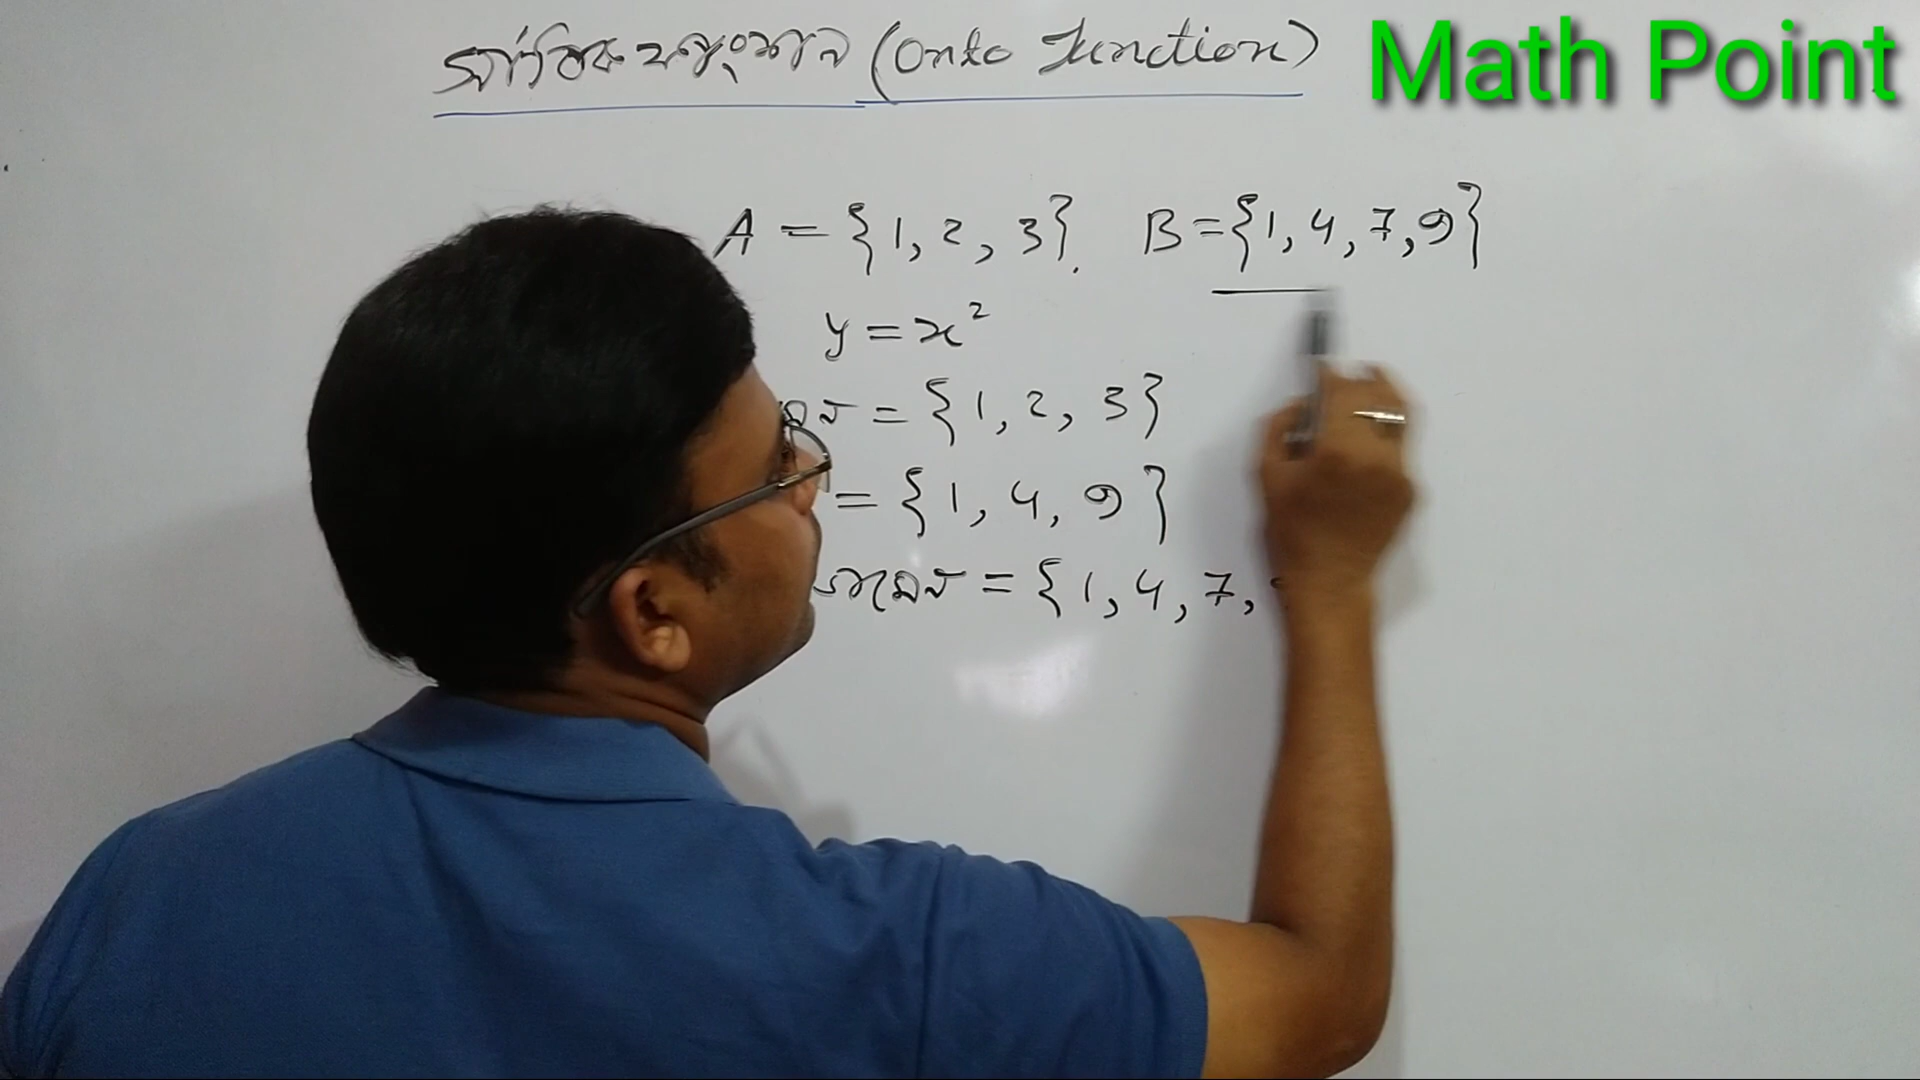 সার্বিক ফাংশন (Onto Function)
Math Point
A = {1, 2, 3}. B = {1, 4, 7, 9}
y = x²
= {1, 2, 3}
= {1, 4, 9}
= {1, 4, 7,